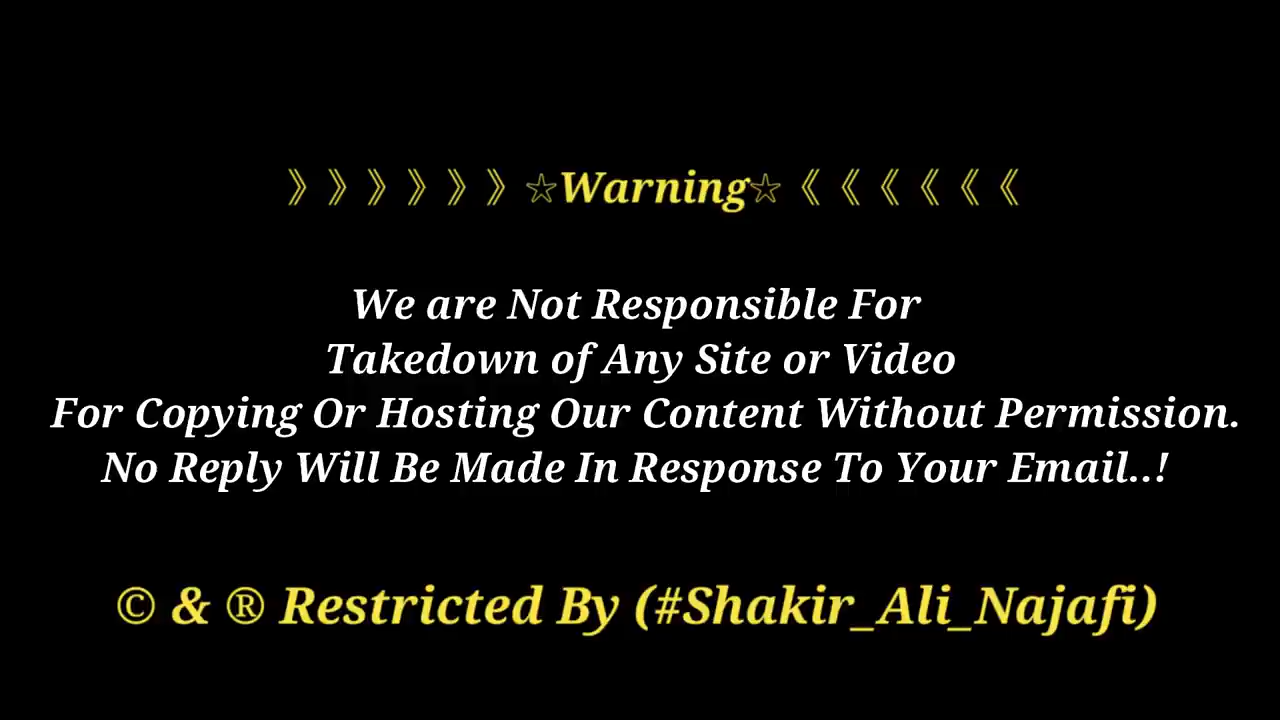 》》》》》》☆Warning☆《《《《《《
We are Not Responsible For
Takedown of Any Site or Video
For Copying Or Hosting Our Content Without Permission.
No Reply Will Be Made In Response To Your Email..!
© & ® Restricted By (#Shakir_Ali_Najafi)